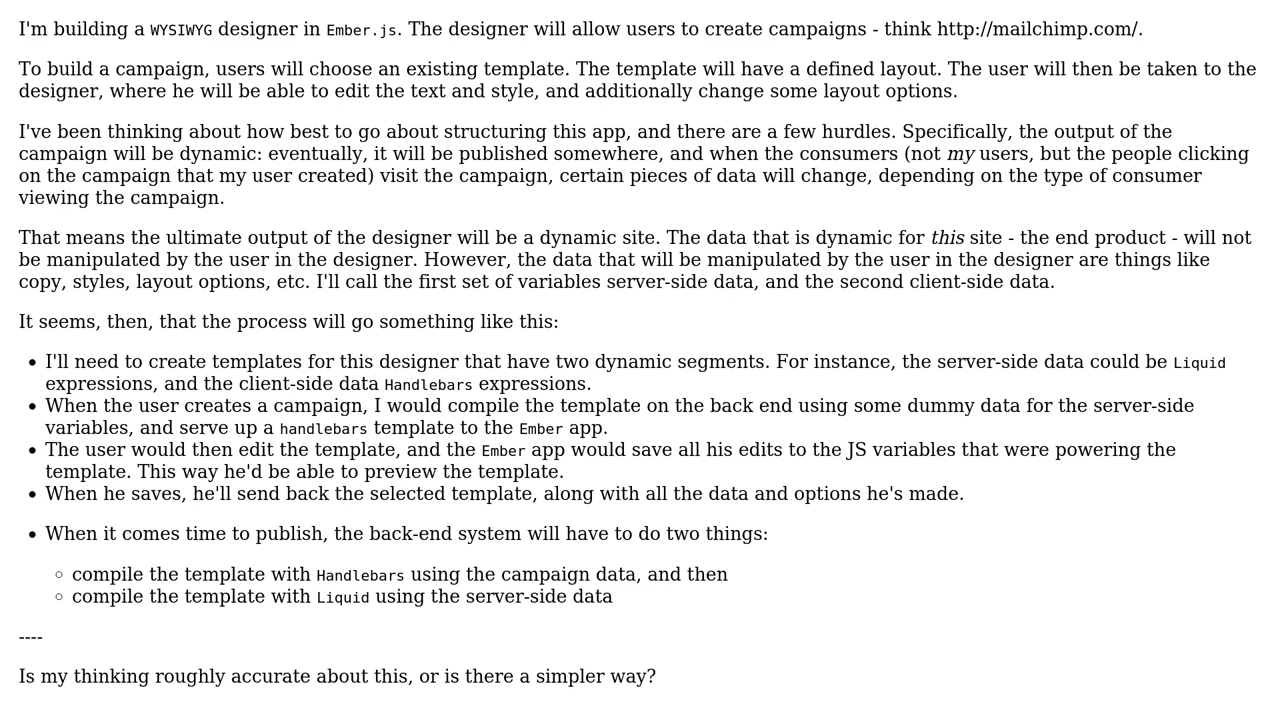 I'm building a WYSIWYG designer in Ember.js. The designer will allow users to create campaigns - think http://mailchimp.com/.
To build a campaign, users will choose an existing template. The template will have a defined layout. The user will then be taken to the
designer, where he will be able to edit the text and style, and additionally change some layout options.
I've been thinking about how best to go about structuring this app, and there are a few hurdles. Specifically, the output of the
campaign will be dynamic: eventually, it will be published somewhere, and when the consumers (not my users, but the people clicking
on the campaign that my user created) visit the campaign, certain pieces of data will change, depending on the type of consumer
viewing the campaign.
That means the ultimate output of the designer will be a dynamic site. The data that is dynamic for this site - the end product - will not
be manipulated by the user in the designer. However, the data that will be manipulated by the user in the designer are things like
copy, styles, layout options, etc. I'll call the first set of variables server-side data, and the second client-side data.
It seems, then, that the process will go something like this:
• I'll need to create templates for this designer that have two dynamic segments. For instance, the server-side data could be Liquid
expressions, and the client-side data Handlebars expressions.
• When the user creates a campaign, I would compile the template on the back end using some dummy data for the server-side
variables, and serve up a handlebars template to the Ember app.
• The user would then edit the template, and the Ember app would save all his edits to the JS variables that were powering the
template. This way he'd be able to preview the template.
• When he saves, he'll send back the selected template, along with all the data and options he's made.
• When it comes time to publish, the back-end system will have to do two things:
◦ compile the template with Handlebars using the campaign data, and then
◦ compile the template with Liquid using the server-side data
----
Is my thinking roughly accurate about this, or is there a simpler way?